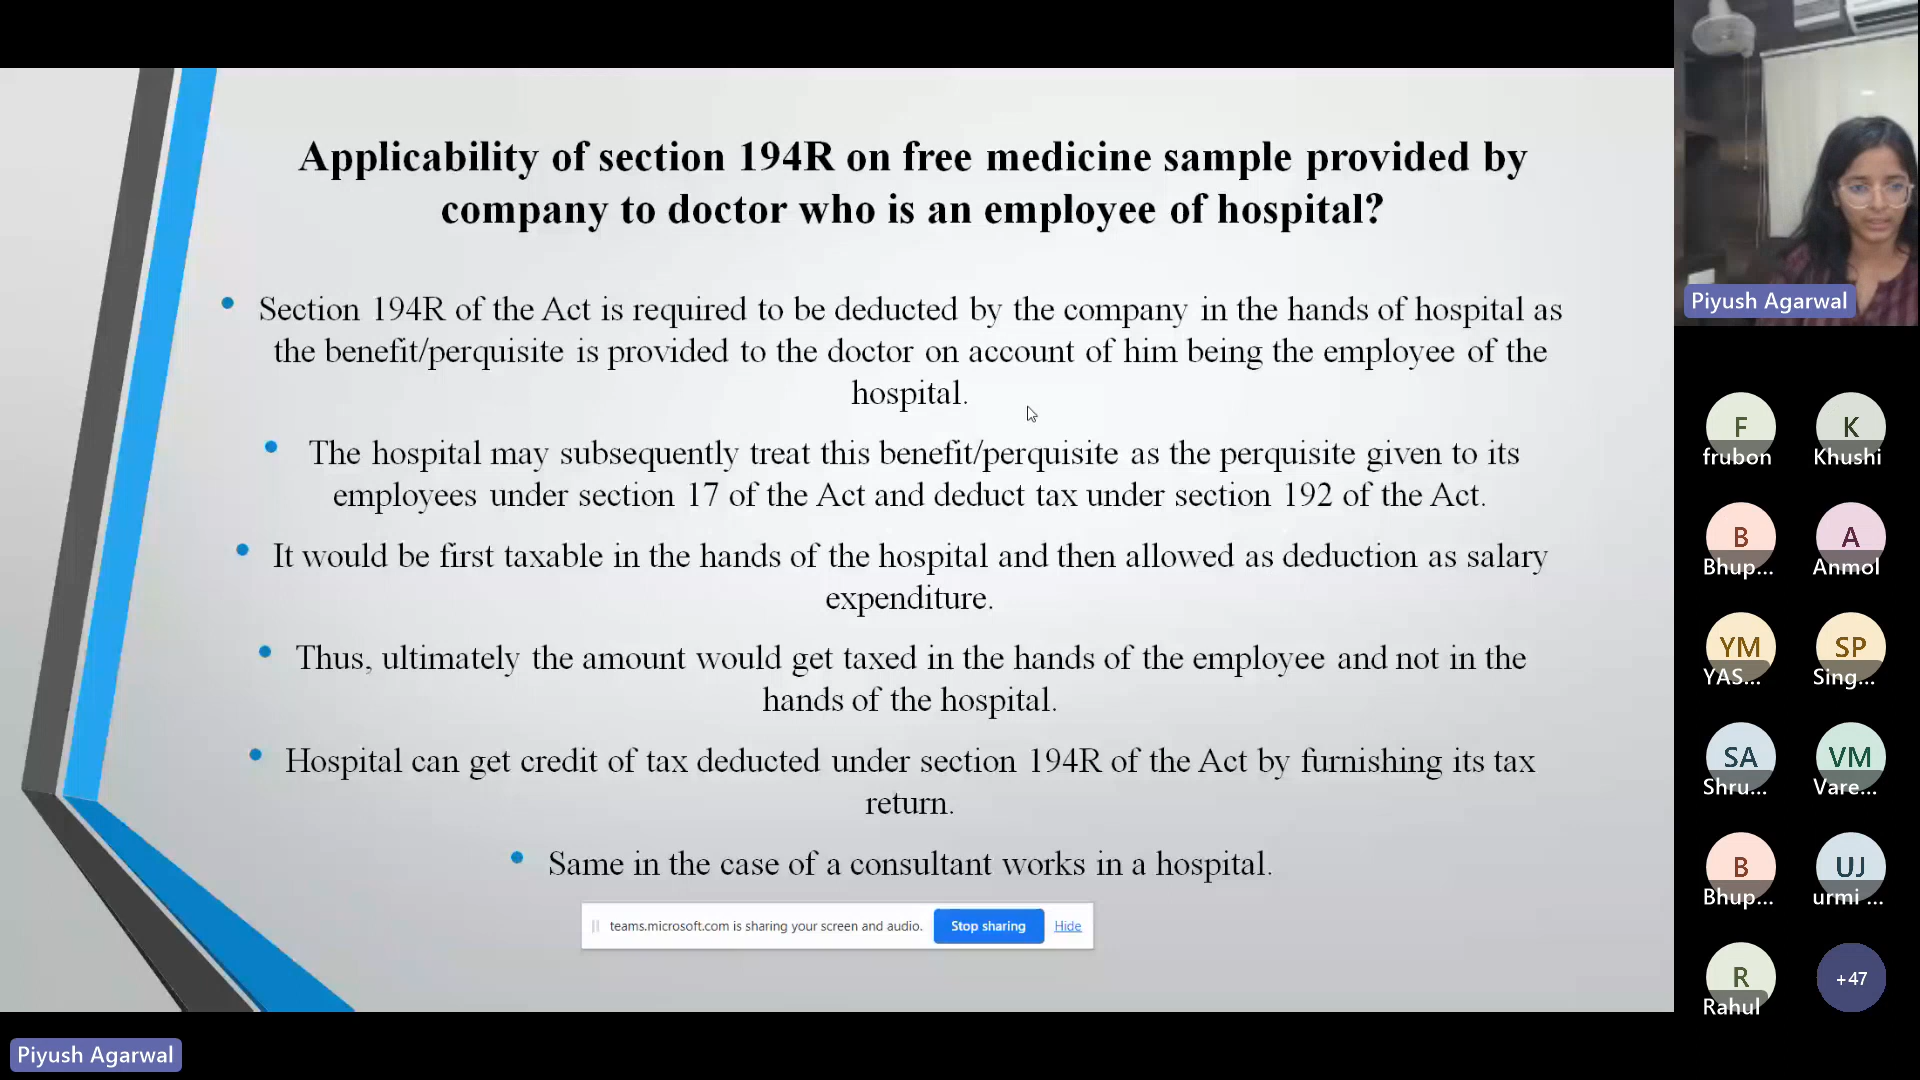 Applicability of section 194R on free medicine sample provided by
company to doctor who is an employee of hospital?
Section 194R of the Act is required to be deducted by the company in the hands of hospital as
the benefit/perquisite is provided to the doctor on account of him being the employee of the
hospital.
The hospital may subsequently treat this benefit/perquisite as the perquisite given to its
employees under section 17 of the Act and deduct tax under section 192 of the Act.
It would be first taxable in the hands of the hospital and then allowed as deduction as salary
expenditure.
Thus, ultimately the amount would get taxed in the hands of the employee and not in the
hands of the hospital.
Hospital can get credit of tax deducted under section 194R of the Act by furnishing its tax
return.
Same in the case of a consultant works in a hospital.
teams.microsoft.com is sharing your screen and audio. Stop sharing Hide
Piyush Agarwal
Piyush Agarwal
F K
frubon Khushi
B A
Bhup... Anmol
YM SP
YAS... Sing...
SA VM
Shru... Vare...
B UJ
Bhup... urmi ...
R +47
Rahul